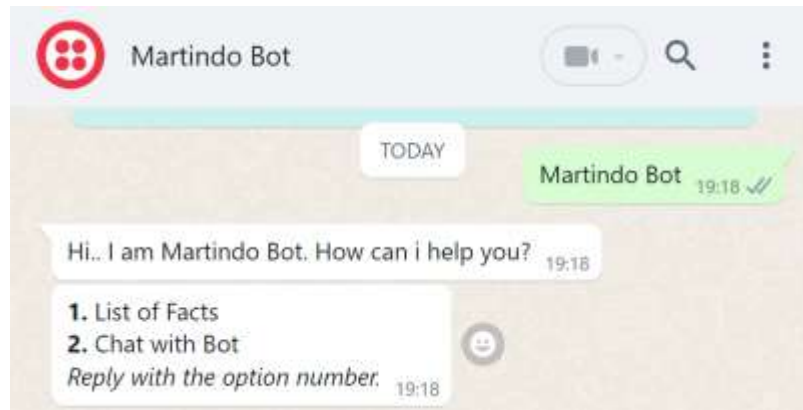 Martindo Bot
TODAY
Martindo Bot 19:18
Hi.. I am Martindo Bot. How can i help you? 19:18
1. List of Facts
2. Chat with Bot
Reply with the option number. 19:18